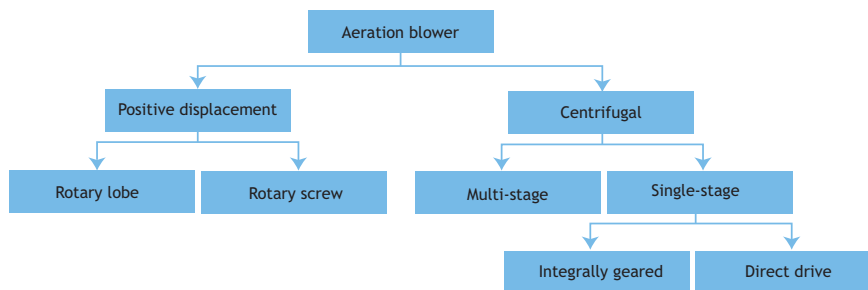 Aeration blower
Positive displacement
Centrifugal
Rotary lobe
Rotary screw
Multi-stage
Single-stage
Integrally geared
Direct drive